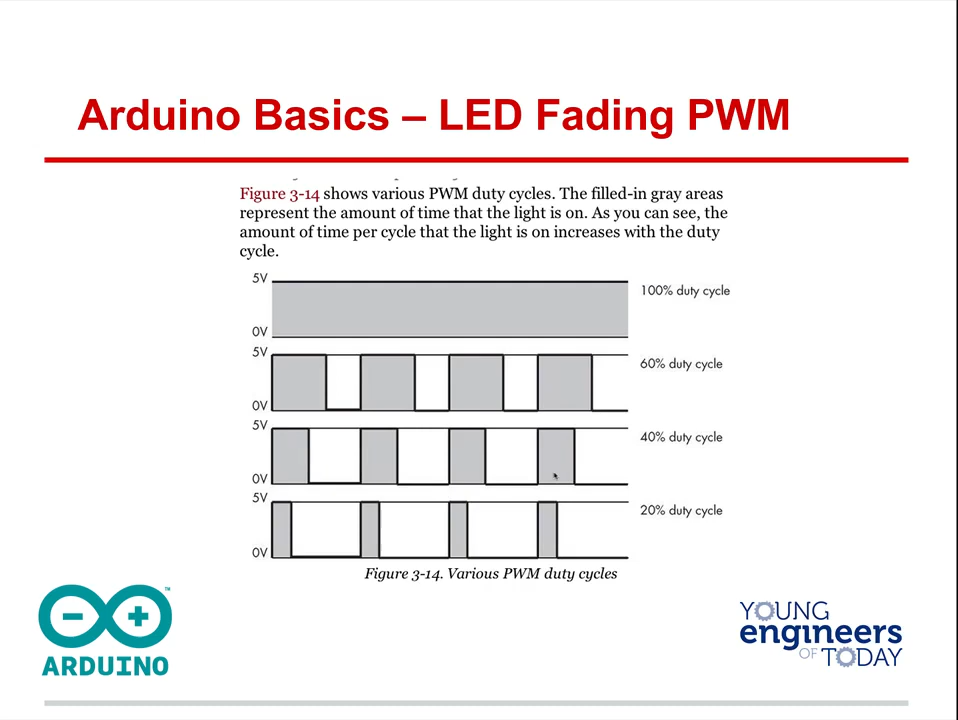 Arduino Basics – LED Fading PWM
Figure 3-14 shows various PWM duty cycles. The filled-in gray areas
represent the amount of time that the light is on. As you can see, the
amount of time per cycle that the light is on increases with the duty
cycle.
5V
100% duty cycle
0V
5V
60% duty cycle
0V
5V
40% duty cycle
0V
5V
20% duty cycle
0V
Figure 3-14. Various PWM duty cycles
™
ARDUINO
YOUNG
engineers
OF TODAY